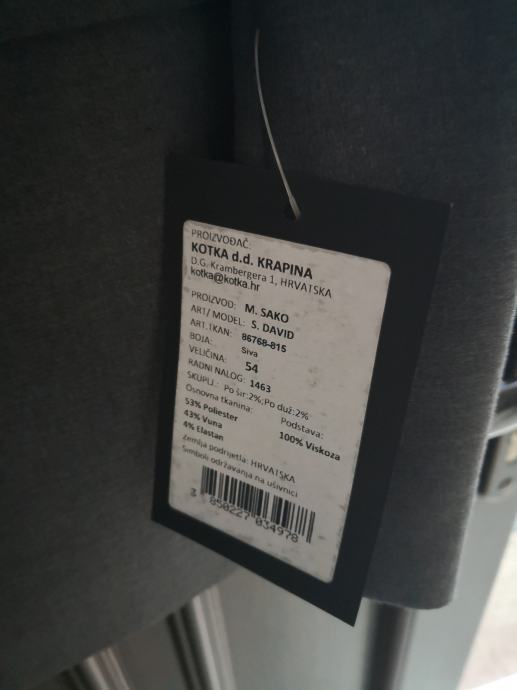 PROIZVOĐAČ:
KOTKA d.d. KRAPINA
D.G. Krambergera 1, HRVATSKA
kotka@kotka.hr
PROIZVOD: M. SAKO
ART/ MODEL: S. DAVID
ART.TKAN: 86768-815
BOJA: Siva
VELIČINA: 54
RADNI NALOG: 1463
SKUPLJ.: Po šir:2%;Po duž:2%
Osnovna tkanina: Podstava:
53% Poliester 100% Viskoza
43% Vuna
4% Elastan
Zemlja podrijetla: HRVATSKA
Simboli održavanja na ušivnici
3 850227 034978